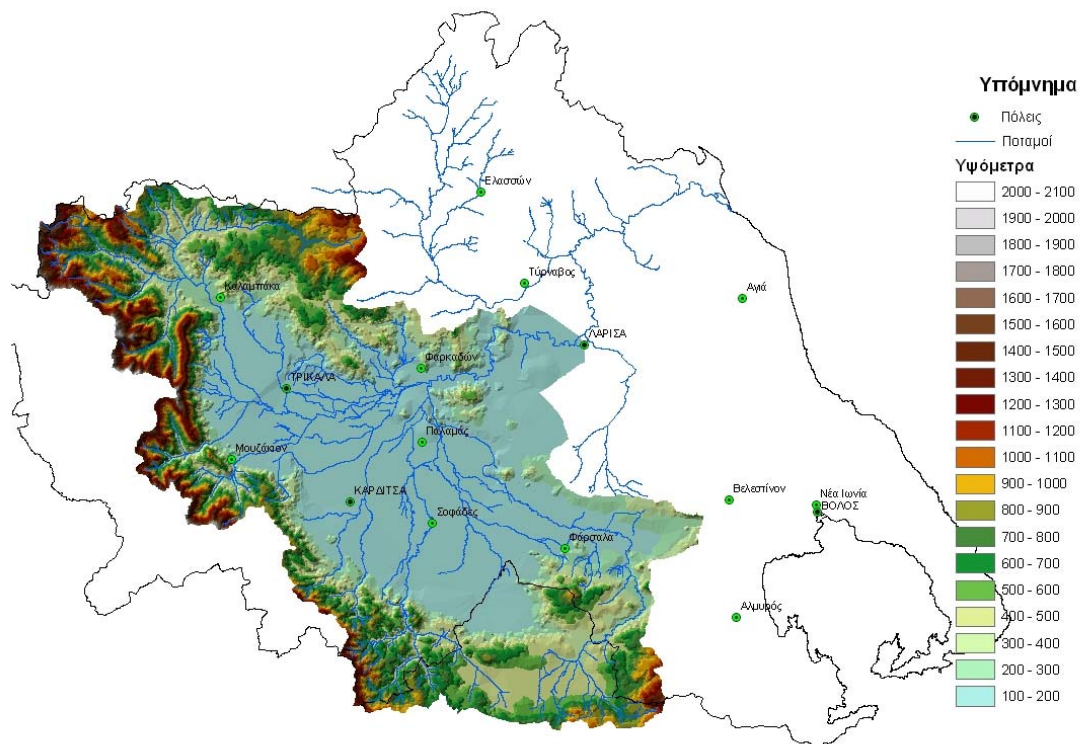 Υπόμνημα
Πόλεις
Ποταμοί
Υψόμετρα
2000 - 2100
1900 - 2000
1800 - 1900
1700 - 1800
1600 - 1700
1500 - 1600
1400 - 1500
1300 - 1400
1200 - 1300
1100 - 1200
1000 - 1100
900 - 1000
800 - 900
700 - 800
600 - 700
500 - 600
400 - 500
300 - 400
200 - 300
100 - 200
Ελασσών
Τύρναβος
Καλαμπάκα
Αγιά
ΛΑΡΙΣΑ
Φαρκαδών
ΤΡΙΚΑΛΑ
Παλαμάς
Μουζάκιον
ΚΑΡΔΙΤΣΑ
Βελεστίνον
Νέα Ιωνία
ΒΟΛΟΣ
Σοφάδες
Φάρσαλα
Αλμυρός